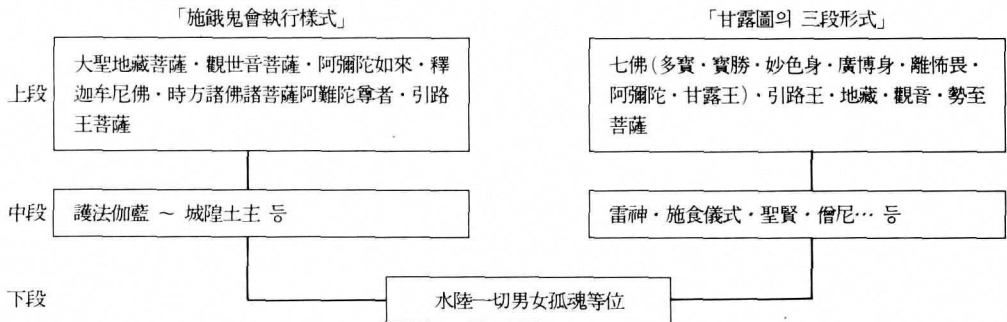 「施餓鬼會執行樣式」
「甘露圖의 三段形式」
上段
大聖地藏菩薩·觀世音菩薩·阿彌陀如來·釋
迦牟尼佛·時方諸佛諸菩薩阿難陀尊者·引路
王菩薩
七佛(多寶·寶勝·妙色身·廣博身·離怖畏·
阿彌陀·甘露王)·引路王·地藏·觀音·勢至
菩薩
中段
護法伽藍 ~ 城隍土主 등
雷神·施食儀式·聖賢·僧尼… 등
下段
水陸一切男女孤魂等位